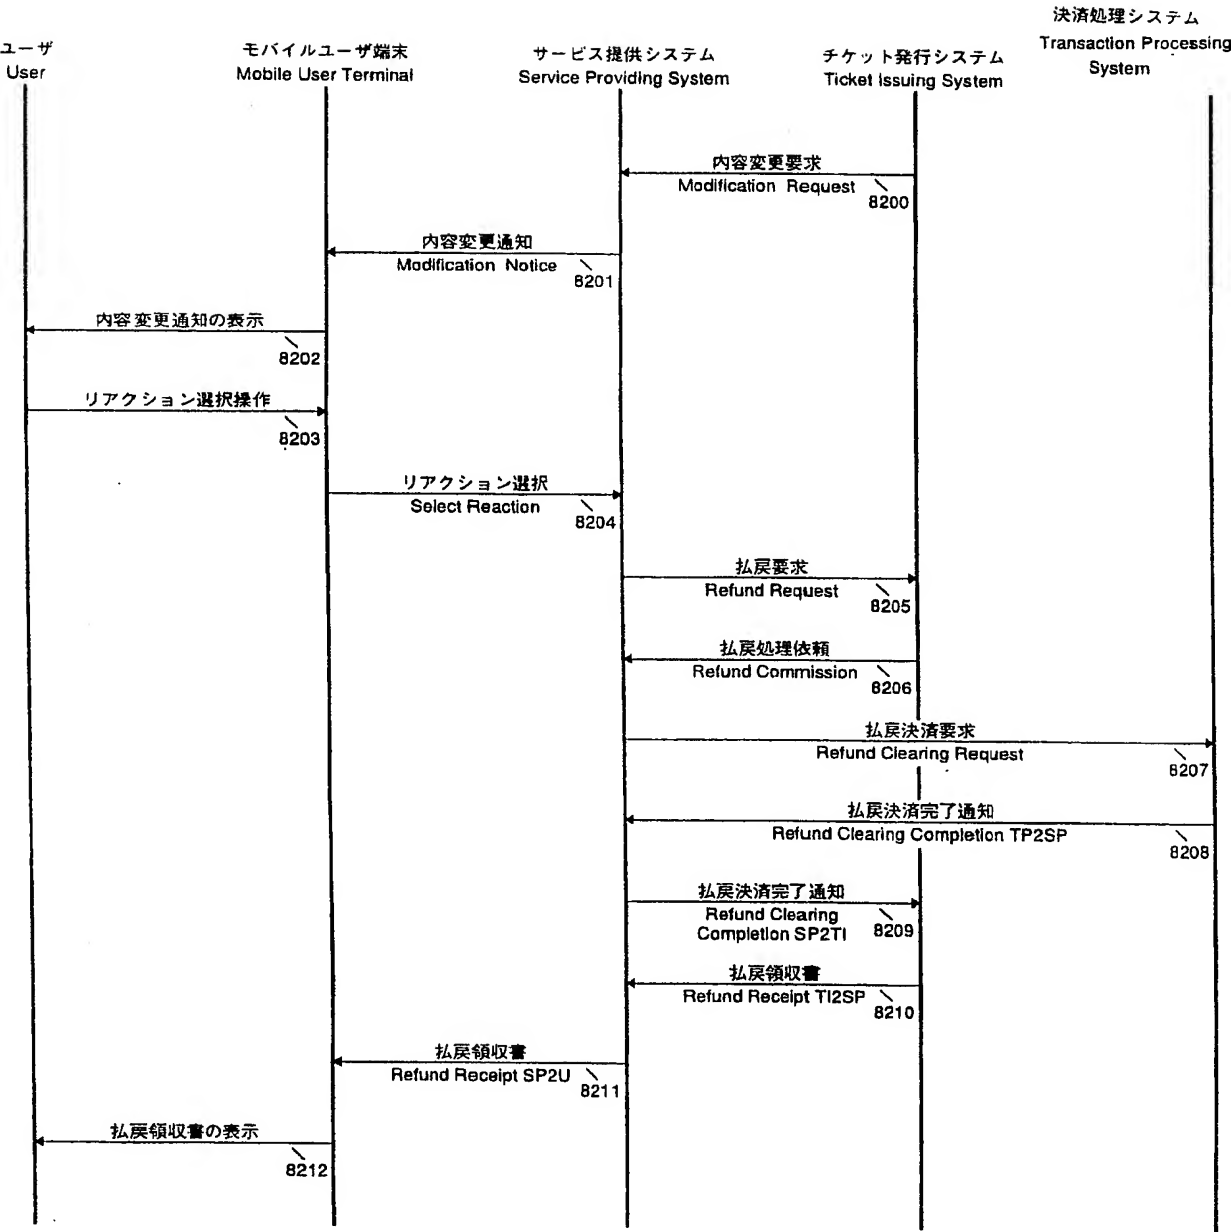 決済処理システム
Transaction Processing
System
ユーザ
User
モバイルユーザ端末
Mobile User Terminal
サービス提供システム
Service Providing System
チケット発行システム
Ticket Issuing System
内容変更要求
Modification Request
8200
内容変更通知
Modification Notice
8201
内容変更通知の表示
8202
リアクション選択操作
8203
リアクション選択
Select Reaction
8204
払戻要求
Refund Request
8205
払戻処理依頼
Refund Commission
8206
払戻決済要求
Refund Clearing Request
8207
払戻決済完了通知
Refund Clearing Completion TP2SP
8208
払戻決済完了通知
Refund Clearing
Completion SP2TI
8209
払戻領収書
Refund Receipt TI2SP
8210
払戻領収書
Refund Receipt SP2U
8211
払戻領収書の表示
8212